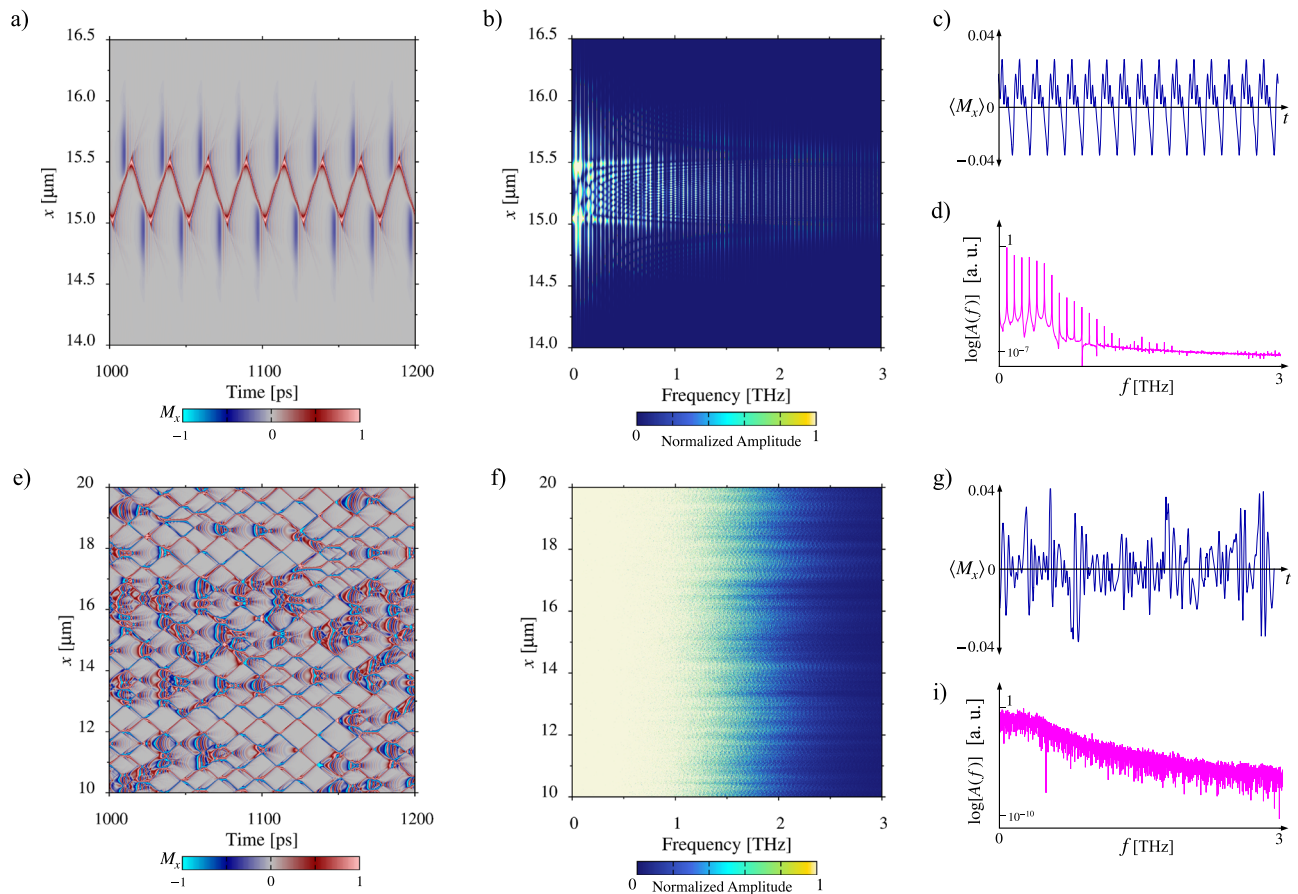 a)
16.5
16.0
15.5
15.0
14.5
14.0
x [µm]
1000
1100
1200
Time [ps]
Mx
−1
0
1
b)
16.5
16.0
15.5
15.0
14.5
14.0
x [µm]
0
1
2
3
Frequency [THz]
0
1
Normalized Amplitude
c)
0.04
⟨Mx⟩ 0
t
−0.04
d)
1
log[A(f)] [a. u.]
10⁻⁷
0
3
f [THz]
e)
20
18
16
14
12
10
x [µm]
1000
1100
1200
Time [ps]
Mx
−1
0
1
f)
20
18
16
14
12
10
x [µm]
0
1
2
3
Frequency [THz]
0
1
Normalized Amplitude
g)
0.04
⟨Mx⟩ 0
t
−0.04
i)
1
log[A(f)] [a. u.]
10⁻¹⁰
0
3
f [THz]